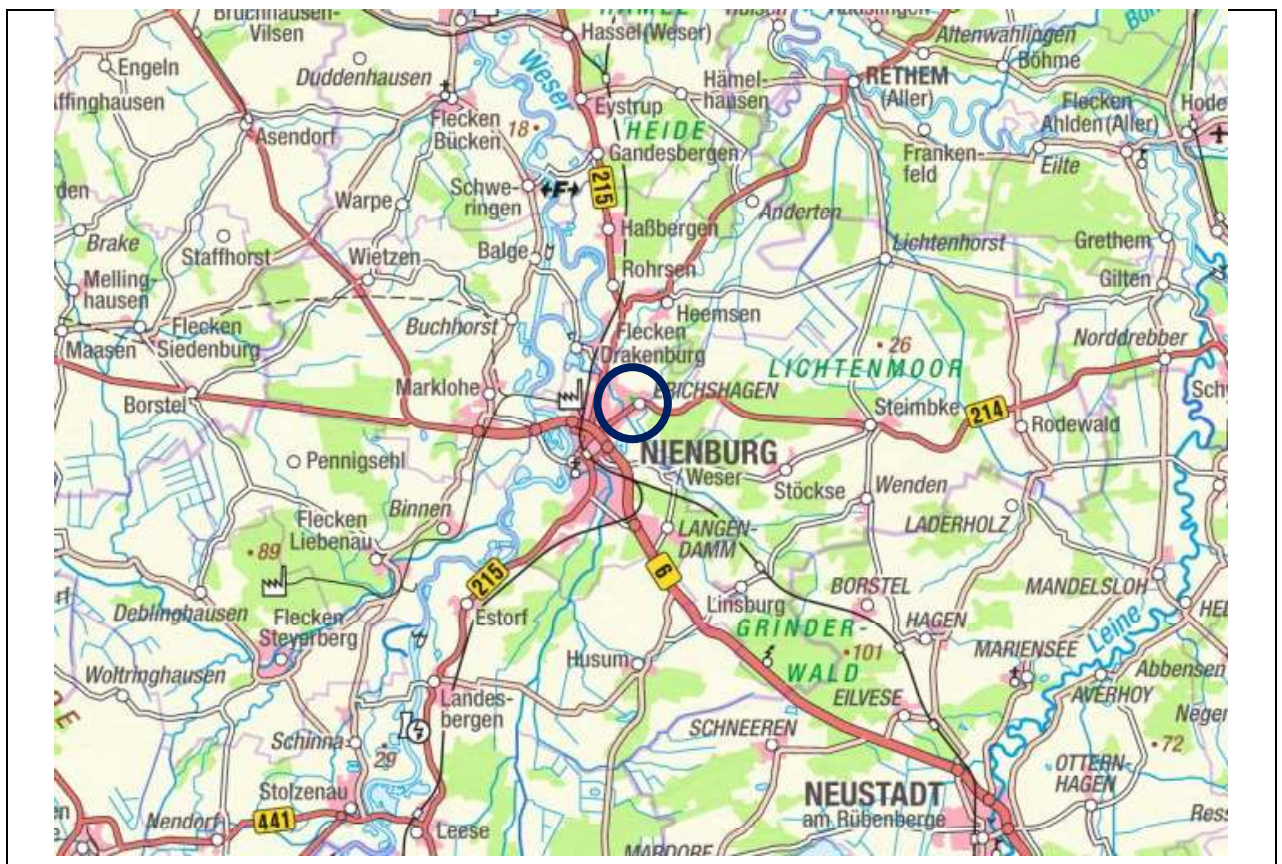 Bruchhausen-
Vilsen
Hassel (Weser)
Altenwahlingen
Böhme
Engeln
Duddenhausen
Weser
Hämel-
hausen
RETHEM
(Aller)
Affinghausen
Flecken
Bücken
Eystrup
Flecken
Ahlden (Aller)
Asendorf
18
HEIDE
Gandesbergen
Franken-
feld
Eilte
Schwe-
ringen
F
215
Warpe
Anderten
Brake
Staffhorst
Haßbergen
Lichtenhorst
Grethem
Wietzen
Balge
Melling-
hausen
Rohrsen
Gilten
Heemsen
Buchhorst
Flecken
Siedenburg
Flecken
Drakenburg
Norddrebber
Maasen
26
LICHTENMOOR
Marklohe
ERICHSHAGEN
Borstel
Steimbke
214
Rodewald
NIENBURG
/Weser
Pennigsehl
Stöckse
Wenden
Binnen
LADERHOLZ
Flecken
Liebenau
LANGEN-
DAMM
89
6
215
Linsburg
BORSTEL
MANDELSLOH
Deblinghausen
Flecken
Steyerberg
Estorf
HAGEN
Leine
GRINDER-
WALD
101
MARIENSEE
Husum
Abbensen
Woltringhausen
EILVESE
AVERHOY
Landes-
bergen
SCHNEEREN
Schinna
29
72
OTTERN-
HAGEN
Stolzenau
NEUSTADT
am Rübenberge
441
Nendorf
Leese
MARDORF